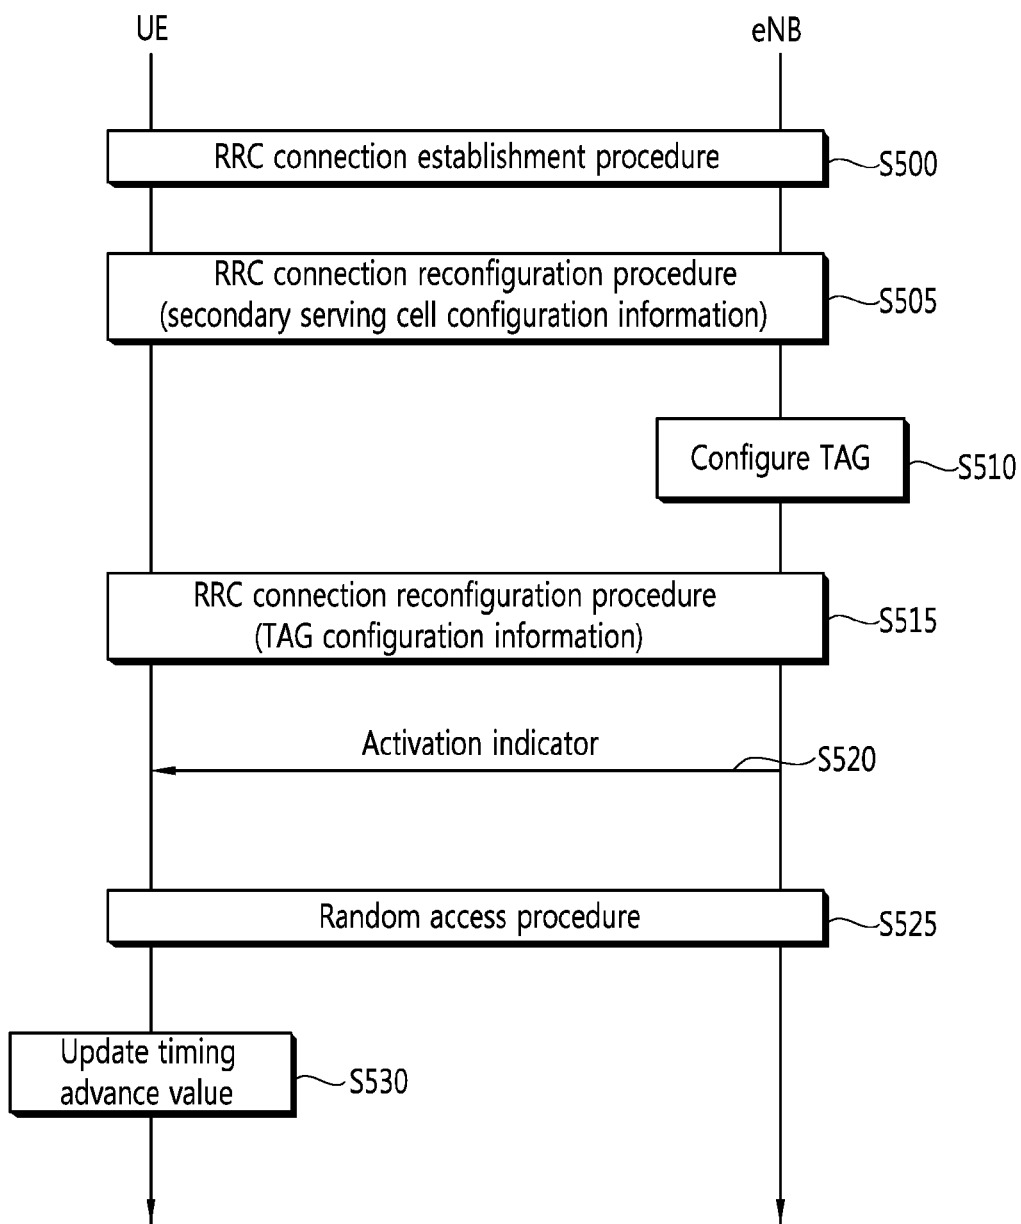 UE
eNB
RRC connection establishment procedure
S500
RRC connection reconfiguration procedure
(secondary serving cell configuration information)
S505
Configure TAG
S510
RRC connection reconfiguration procedure
(TAG configuration information)
S515
Activation indicator
S520
Random access procedure
S525
Update timing
advance value
S530